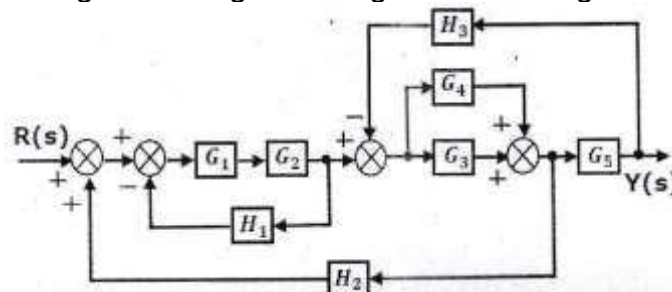 H₃
G₄
R(s) + + G₁ G₂ + − G₃ + + G₅ Y(s)
+ −
H₁
+
H₂